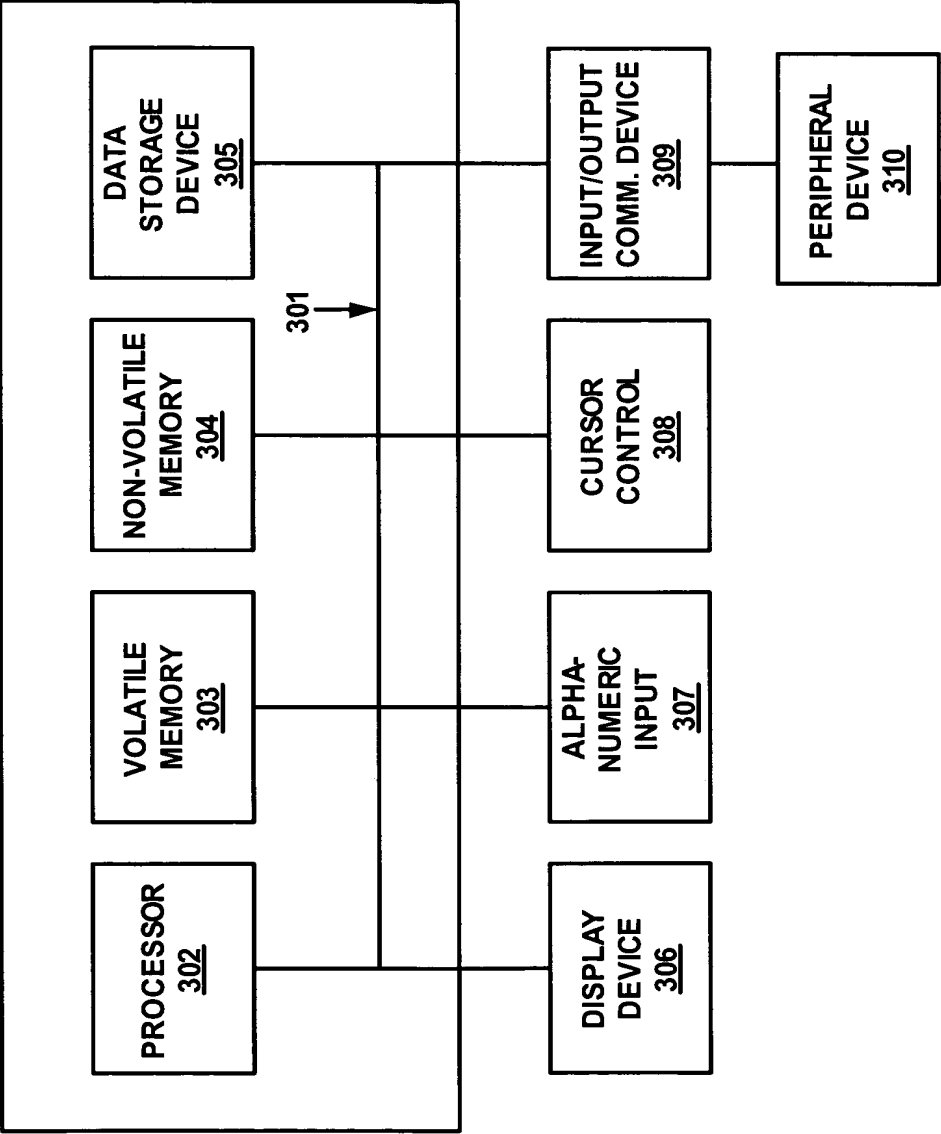 PROCESSOR
302
VOLATILE
MEMORY
303
NON-VOLATILE
MEMORY
304
DATA
STORAGE
DEVICE
305
301
DISPLAY
DEVICE
306
ALPHA-
NUMERIC
INPUT
307
CURSOR
CONTROL
308
INPUT/OUTPUT
COMM. DEVICE
309
PERIPHERAL
DEVICE
310